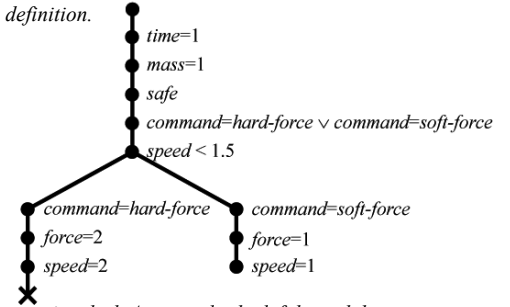 definition.
time=1
mass=1
safe
command=hard-force ∨ command=soft-force
speed < 1.5
command=hard-force command=soft-force
force=2 force=1
speed=2 speed=1